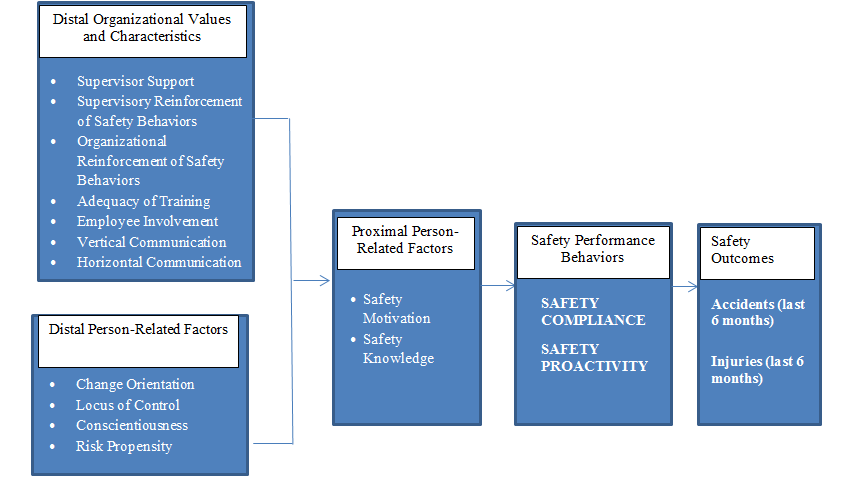 Distal Organizational Values
and Characteristics
• Supervisor Support
• Supervisory Reinforcement
of Safety Behaviors
• Organizational
Reinforcement of Safety
Behaviors
• Adequacy of Training
• Employee Involvement
• Vertical Communication
• Horizontal Communication
Distal Person-Related Factors
• Change Orientation
• Locus of Control
• Conscientiousness
• Risk Propensity
Proximal Person-
Related Factors
• Safety
Motivation
• Safety
Knowledge
Safety Performance
Behaviors
SAFETY
COMPLIANCE
SAFETY
PROACTIVITY
Safety
Outcomes
Accidents (last
6 months)
Injuries (last 6
months)